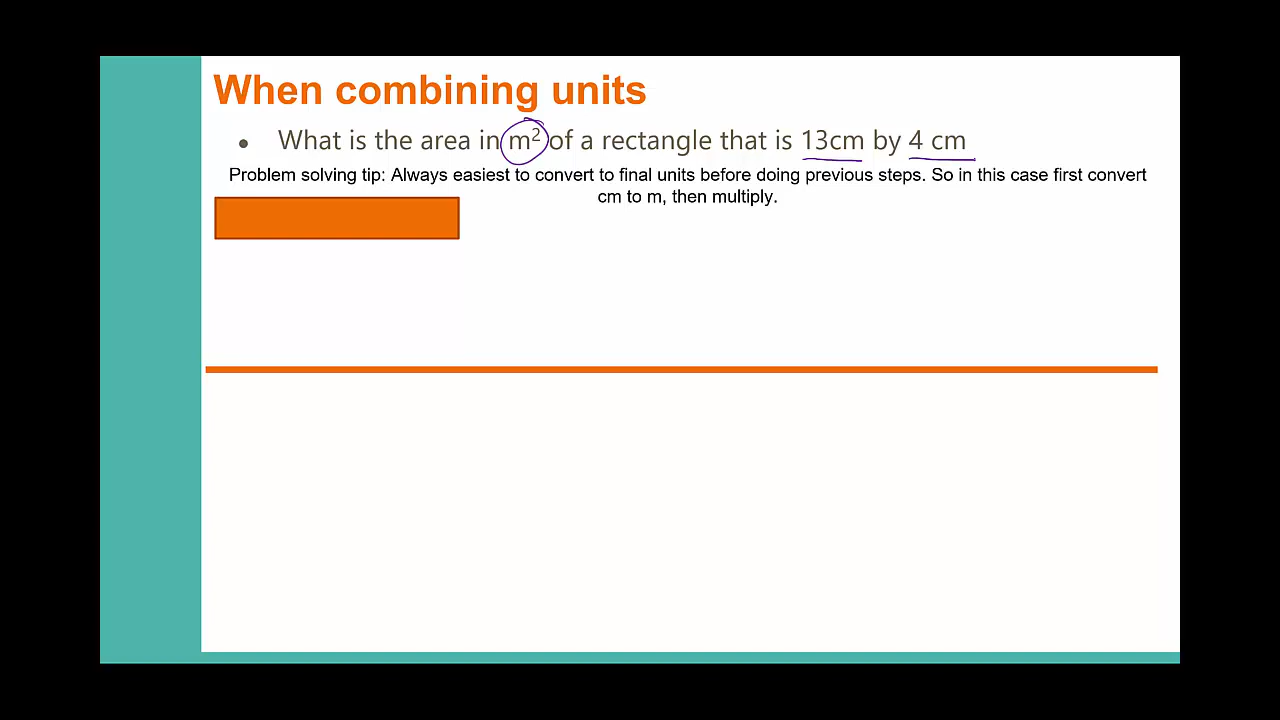 When combining units
• What is the area in m² of a rectangle that is 13cm by 4 cm
Problem solving tip: Always easiest to convert to final units before doing previous steps. So in this case first convert
cm to m, then multiply.